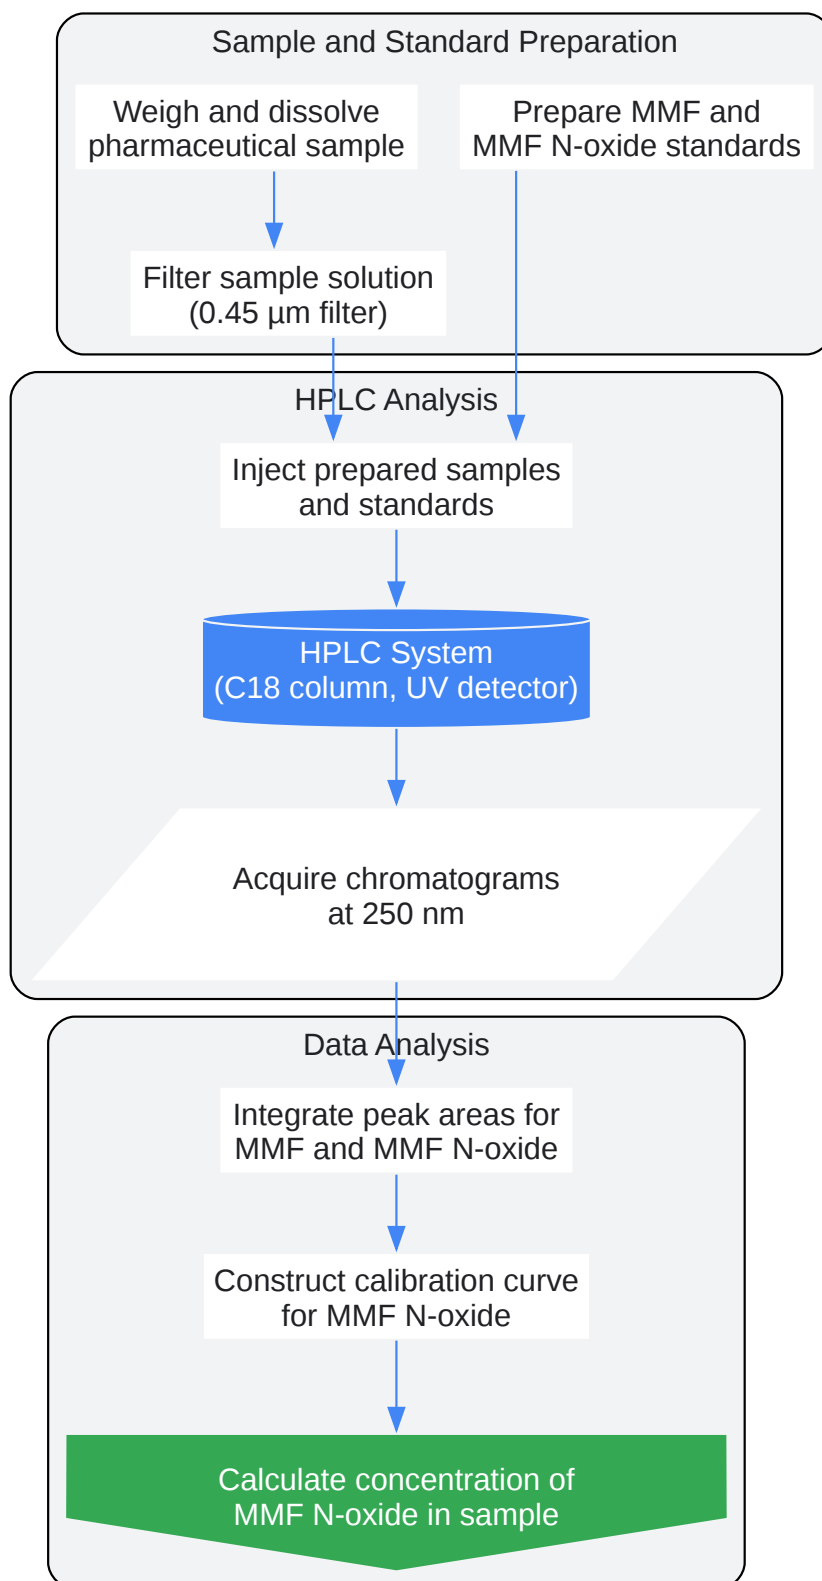 Sample and Standard Preparation
Weigh and dissolve
pharmaceutical sample
Prepare MMF and
MMF N-oxide standards
Filter sample solution
(0.45 µm filter)
HPLC Analysis
Inject prepared samples
and standards
HPLC System
(C18 column, UV detector)
Acquire chromatograms
at 250 nm
Data Analysis
Integrate peak areas for
MMF and MMF N-oxide
Construct calibration curve
for MMF N-oxide
Calculate concentration of
MMF N-oxide in sample